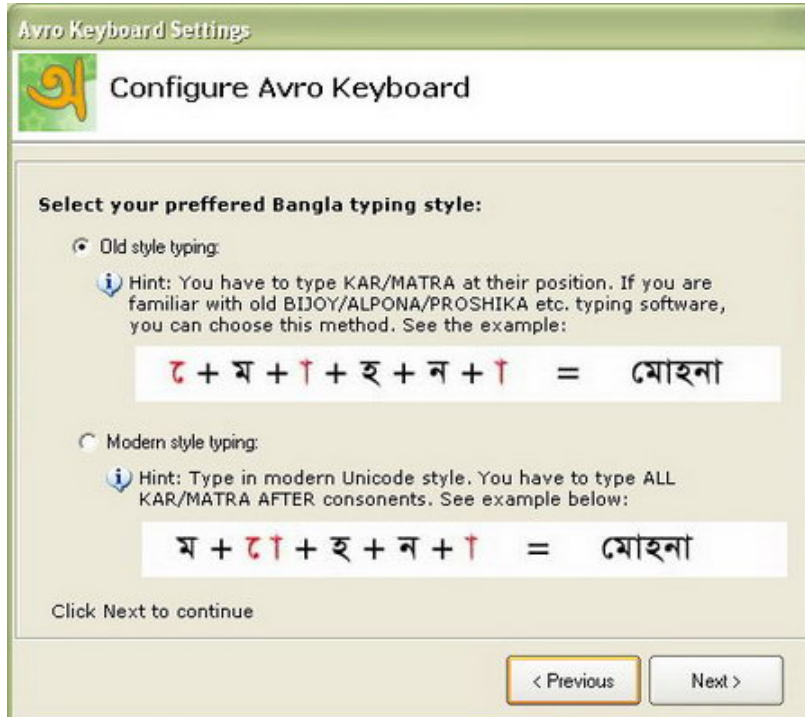 Avro Keyboard Settings
অ
Configure Avro Keyboard
Select your preffered Bangla typing style:
Old style typing:
Hint: You have to type KAR/MATRA at their position. If you are
familiar with old BIJOY/ALPONA/PROSHIKA etc. typing software,
you can choose this method. See the example:
ে + ম + া + হ + ন + া = মোহনা
Modern style typing:
Hint: Type in modern Unicode style. You have to type ALL
KAR/MATRA AFTER consonents. See example below:
ম + ো + হ + ন + া = মোহনা
Click Next to continue
< Previous Next >